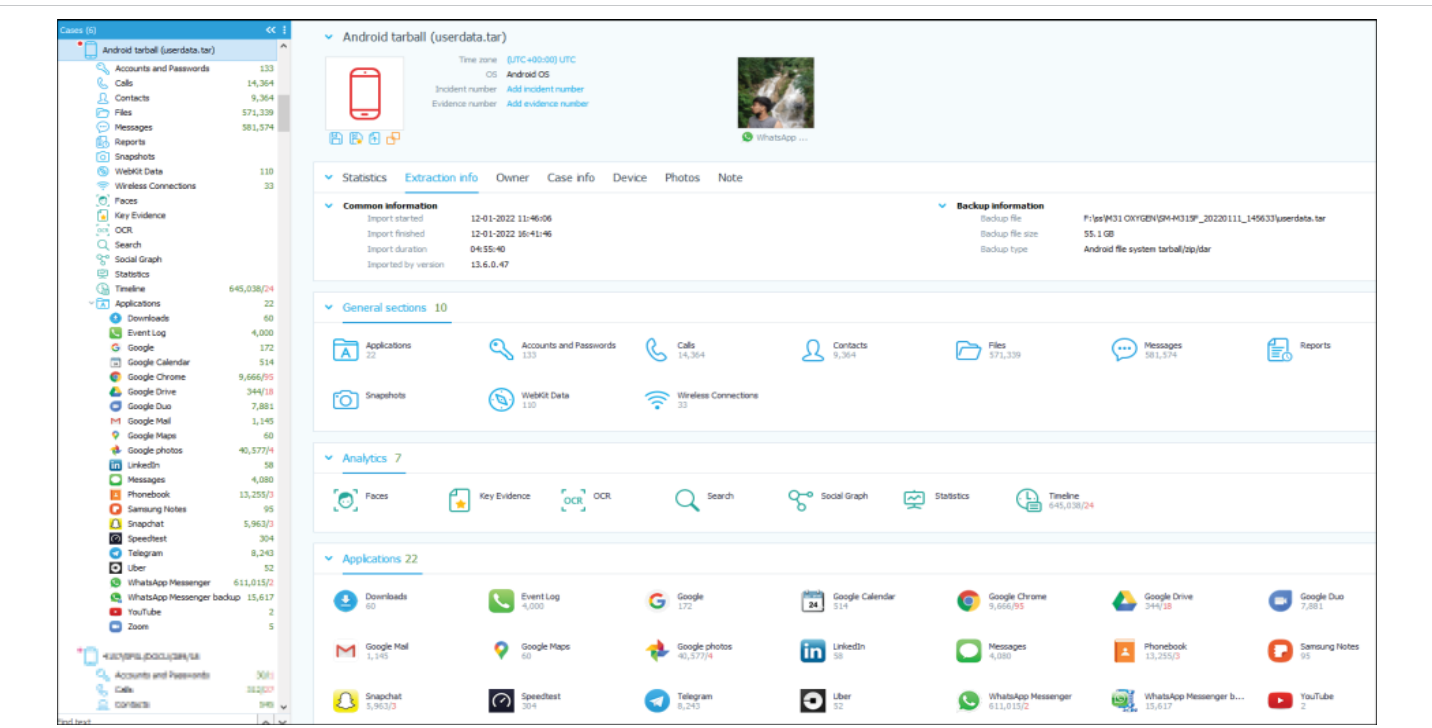 Cases (6)
Android tarball (userdata.tar)
Accounts and Passwords 133
Calls 14,364
Contacts 9,364
Files 571,339
Messages 581,574
Reports
Snapshots
WebKit Data 110
Wireless Connections 33
Faces
Key Evidence
OCR
Search
Social Graph
Statistics
Timeline 645,038/24
Applications 22
Downloads 60
Event Log 4,000
Google 172
Google Calendar 514
Google Chrome 9,666/95
Google Drive 344/18
Google Duo 7,881
Google Mail 1,145
Google Maps 60
Google photos 40,577/4
LinkedIn 58
Messages 4,080
Phonebook 13,255/3
Samsung Notes 95
Snapchat 5,963/3
Speedtest 304
Telegram 8,243
Uber 52
WhatsApp Messenger 611,015/2
WhatsApp Messenger backup 15,617
YouTube 2
Zoom 5
Accounts and Passwords
Calls
Contacts
Find text
Android tarball (userdata.tar)
Time zone (UTC+00:00) UTC
OS Android OS
Incident number Add incident number
Evidence number Add evidence number
WhatsApp ...
Statistics Extraction info Owner Case info Device Photos Note
Common information
Import started 12-01-2022 11:46:06
Import finished 12-01-2022 16:41:46
Import duration 04:55:40
Imported by version 13.6.0.47
Backup information
Backup file F:\ss\M31 OXYGEN\SM-M315F_20220111_145633\userdata.tar
Backup file size 55.1 GB
Backup type Android file system tarball/zip/dar
General sections 10
Applications Accounts and Passwords Calls Contacts Files Messages Reports
22 133 14,364 9,364 571,339 581,574
Snapshots WebKit Data Wireless Connections
110 33
Analytics 7
Faces Key Evidence OCR OCR Search Social Graph Statistics Timeline
645,038/24
Applications 22
Downloads Event Log Google Google Calendar Google Chrome Google Drive Google Duo
60 4,000 172 24 514 9,666/95 344/18 7,881
Google Mail Google Maps Google photos LinkedIn Messages Phonebook Samsung Notes
1,145 60 40,577/4 in 58 4,080 13,255/3 95
Snapchat Speedtest Telegram Uber WhatsApp Messenger WhatsApp Messenger b... YouTube
5,963/3 304 8,243 52 611,015/2 15,617 2